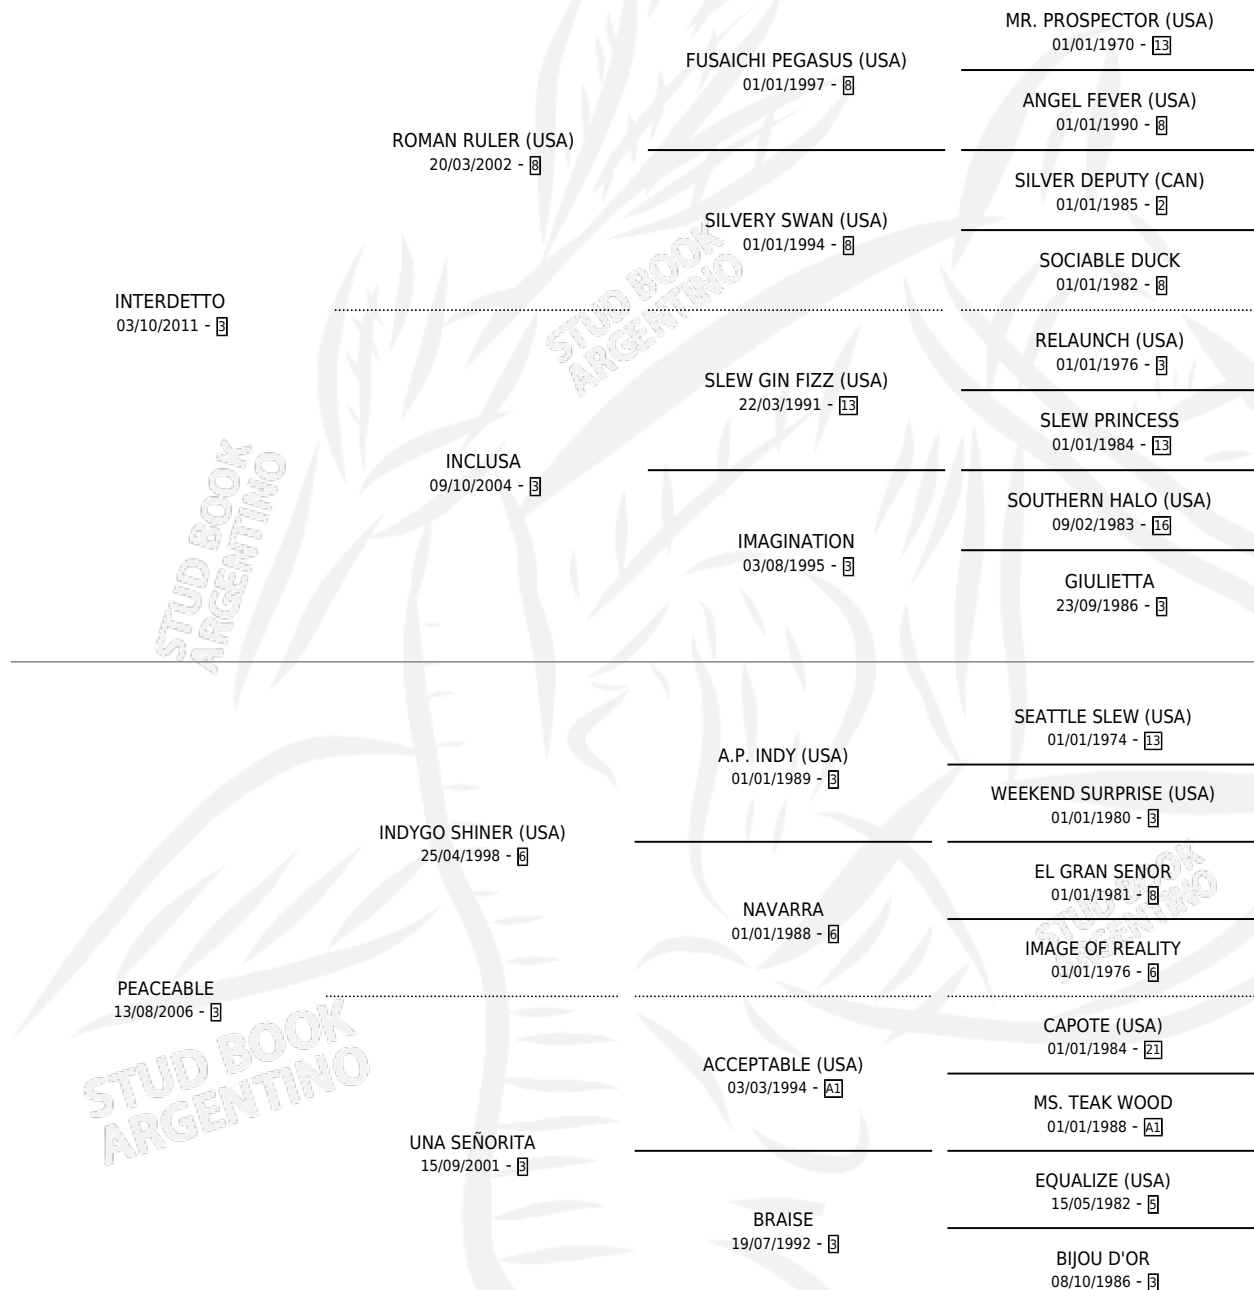 MR. PROSPECTOR (USA)
01/01/1970 - 13
FUSAICHI PEGASUS (USA)
01/01/1997 - 8
ANGEL FEVER (USA)
01/01/1990 - 8
ROMAN RULER (USA)
20/03/2002 - 8
SILVER DEPUTY (CAN)
01/01/1985 - 2
SILVERY SWAN (USA)
01/01/1994 - 8
SOCIABLE DUCK
01/01/1982 - 8
INTERDETTO
03/10/2011 - 3
RELAUNCH (USA)
01/01/1976 - 3
SLEW GIN FIZZ (USA)
22/03/1991 - 13
SLEW PRINCESS
01/01/1984 - 13
INCLUSA
09/10/2004 - 3
SOUTHERN HALO (USA)
09/02/1983 - 16
IMAGINATION
03/08/1995 - 3
GIULIETTA
23/09/1986 - 3
SEATTLE SLEW (USA)
01/01/1974 - 13
A.P. INDY (USA)
01/01/1989 - 3
WEEKEND SURPRISE (USA)
01/01/1980 - 3
INDYGO SHINER (USA)
25/04/1998 - 6
EL GRAN SENOR
01/01/1981 - 8
NAVARRA
01/01/1988 - 6
IMAGE OF REALITY
01/01/1976 - 6
PEACEABLE
13/08/2006 - 3
CAPOTE (USA)
01/01/1984 - 21
ACCEPTABLE (USA)
03/03/1994 - A1
MS. TEAK WOOD
01/01/1988 - A1
UNA SEÑORITA
15/09/2001 - 3
EQUALIZE (USA)
15/05/1982 - 5
BRAISE
19/07/1992 - 3
BIJOU D'OR
08/10/1986 - 3
STUD BOOK
ARGENTINO
STUD BOOK
ARGENTINO
STUD BOOK
ARGENTINO
STUD BOOK
ARGENTINO